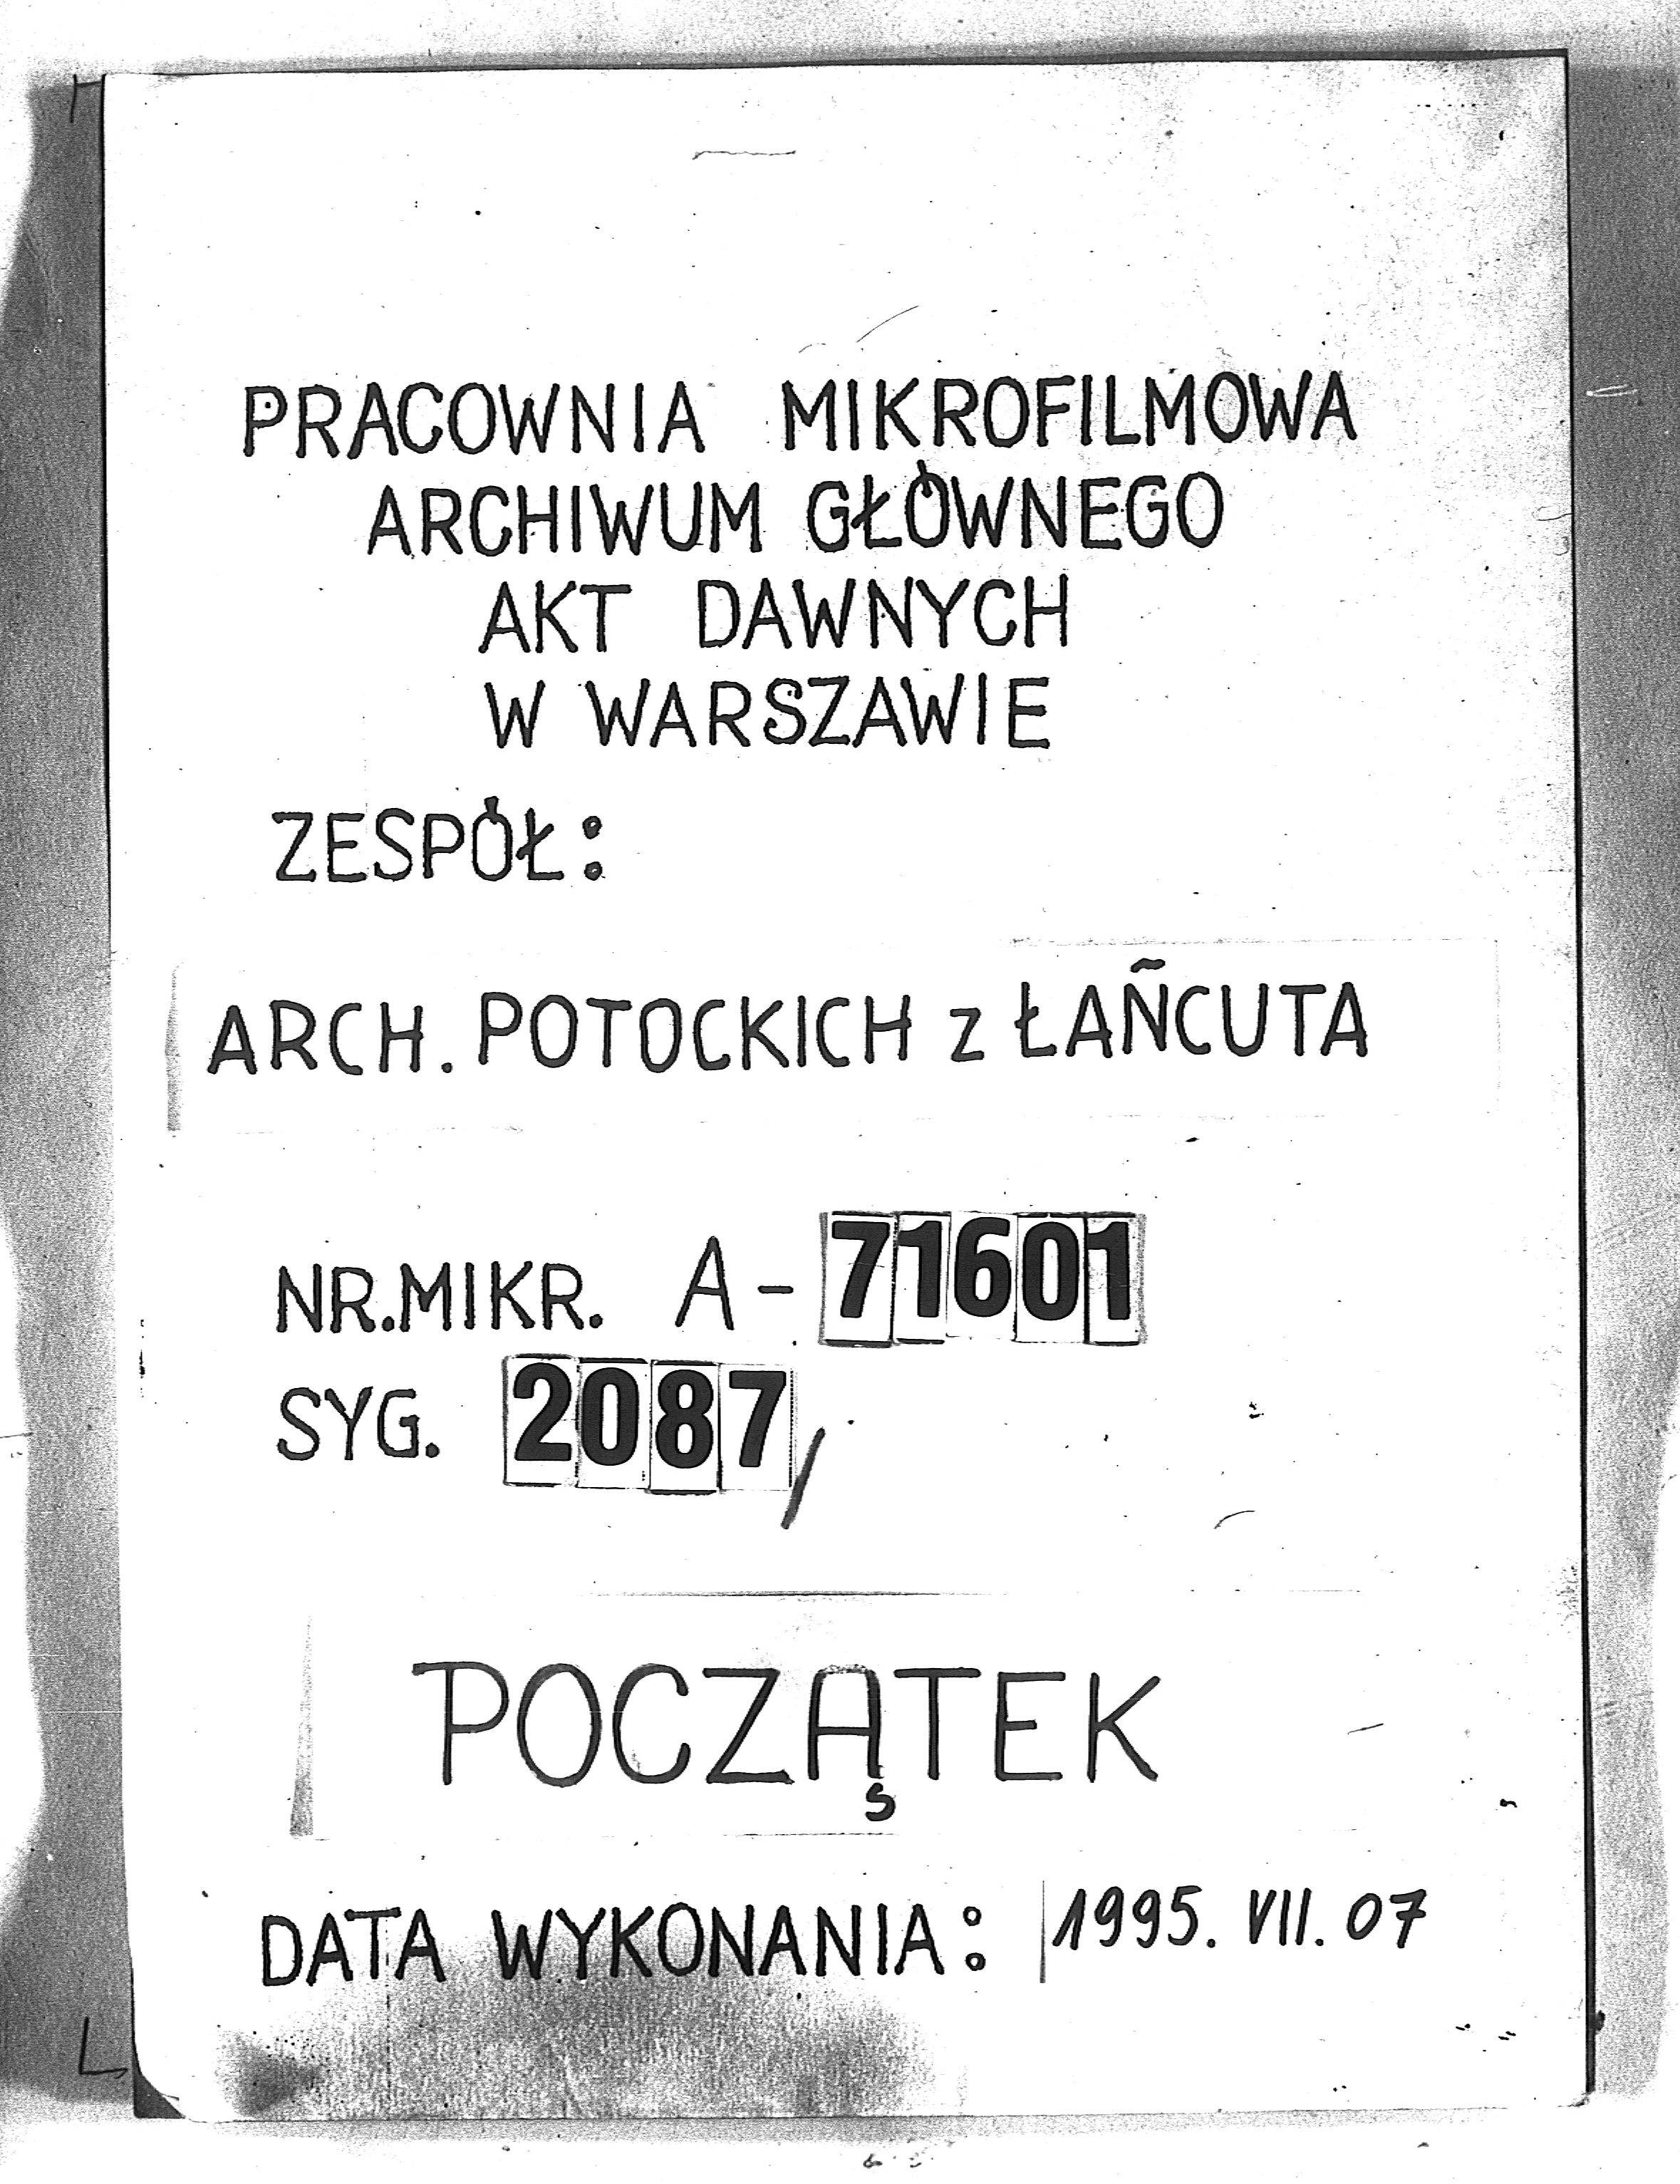 PRACOWNIA MIKROFILMOWA
ARCHIWUM GŁÓWNEGO
AKT DAWNYCH
W WARSZAWIE
ZESPÓŁ:
ARCH. POTOCKICH z ŁAŃCUTA
NR.MIKR. A-71601
SYG. 2087/
POCZĄTEK
DATA WYKONANIA: 1995. VII. 07